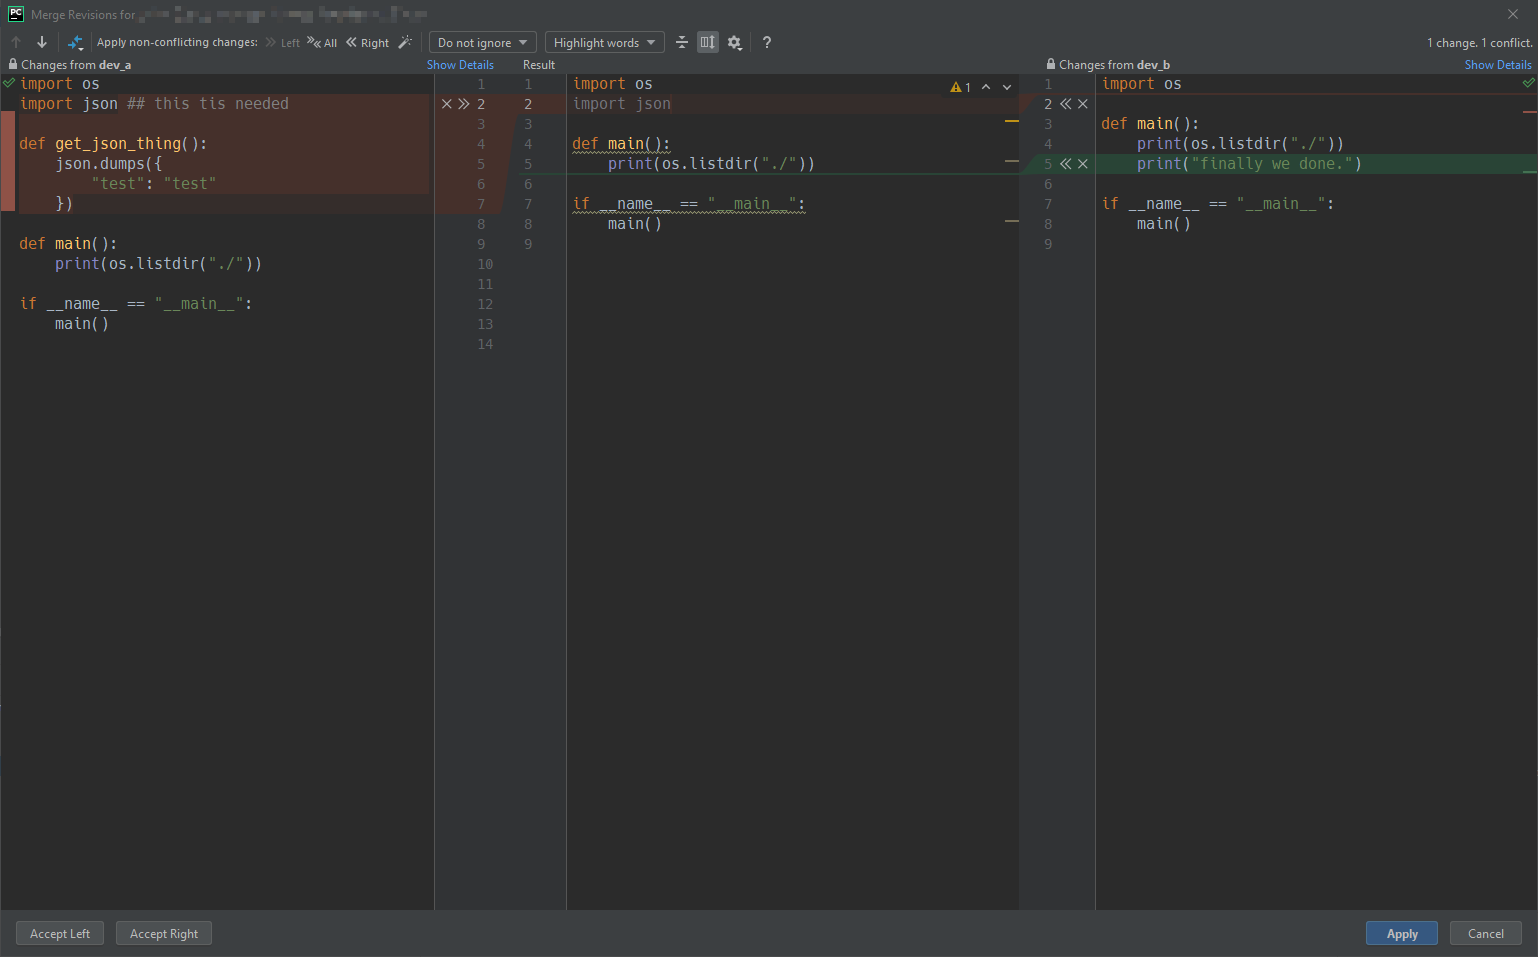 PC Merge Revisions for
Apply non-conflicting changes: Left All Right Do not ignore Highlight words ? 1 change. 1 conflict.
Changes from dev_a Show Details Result Changes from dev_b Show Details
import os
import json ## this tis needed

def get_json_thing():
    json.dumps({
        "test": "test"
    })

def main():
    print(os.listdir("./"))

if __name__ == "__main__":
    main()
1
2
3
4
5
6
7
8
9
10
11
12
13
14
1
2
3
4
5
6
7
8
9
import os
import json

def main():
    print(os.listdir("./"))

if __name__ == "__main__":
    main()
1
1
2
3
4
5
6
7
8
9
import os

def main():
    print(os.listdir("./"))
    print("finally we done.")

if __name__ == "__main__":
    main()
Accept Left Accept Right Apply Cancel